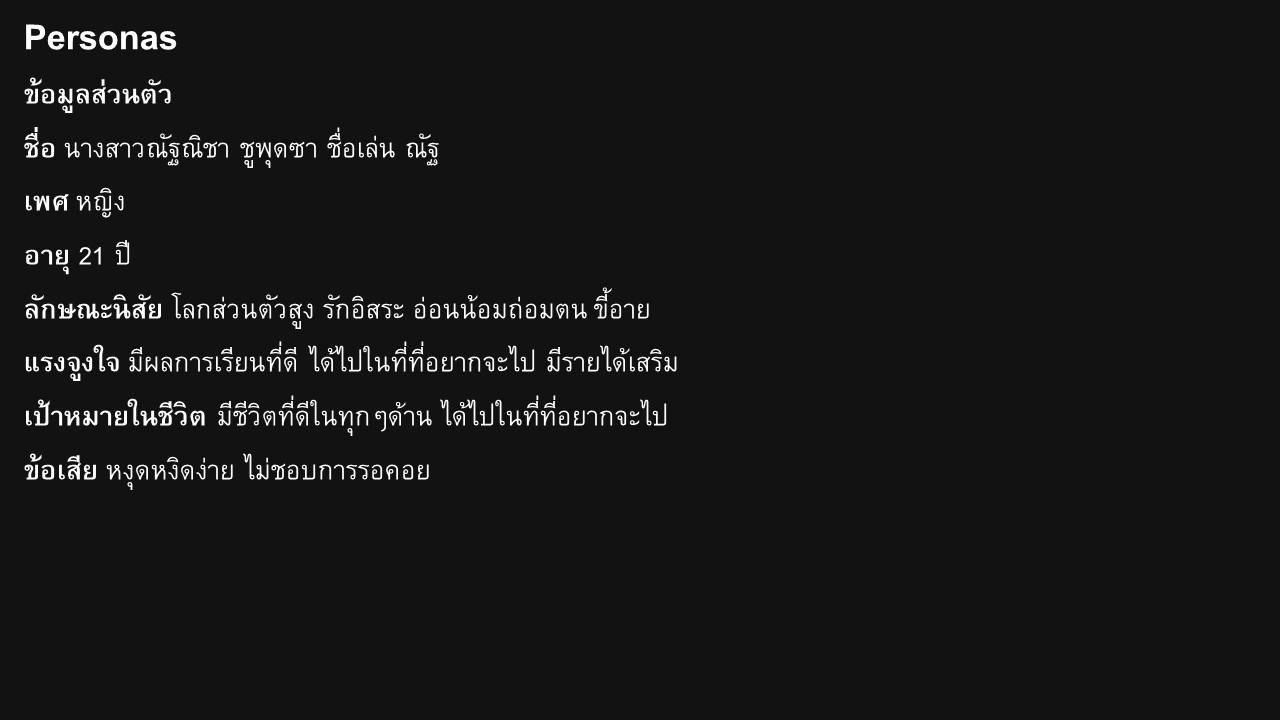 Personas
ข้อมูลส่วนตัว
ชื่อ นางสาวณัฐณิชา ชูพุดซา ชื่อเล่น ณัฐ
เพศ หญิง
อายุ 21 ปี
ลักษณะนิสัย โลกส่วนตัวสูง รักอิสระ อ่อนน้อมถ่อมตน ขี้อาย
แรงจูงใจ มีผลการเรียนที่ดี ได้ไปในที่ที่อยากจะไป มีรายได้เสริม
เป้าหมายในชีวิต มีชีวิตที่ดีในทุกๆด้าน ได้ไปในที่ที่อยากจะไป
ข้อเสีย หงุดหงิดง่าย ไม่ชอบการรอคอย